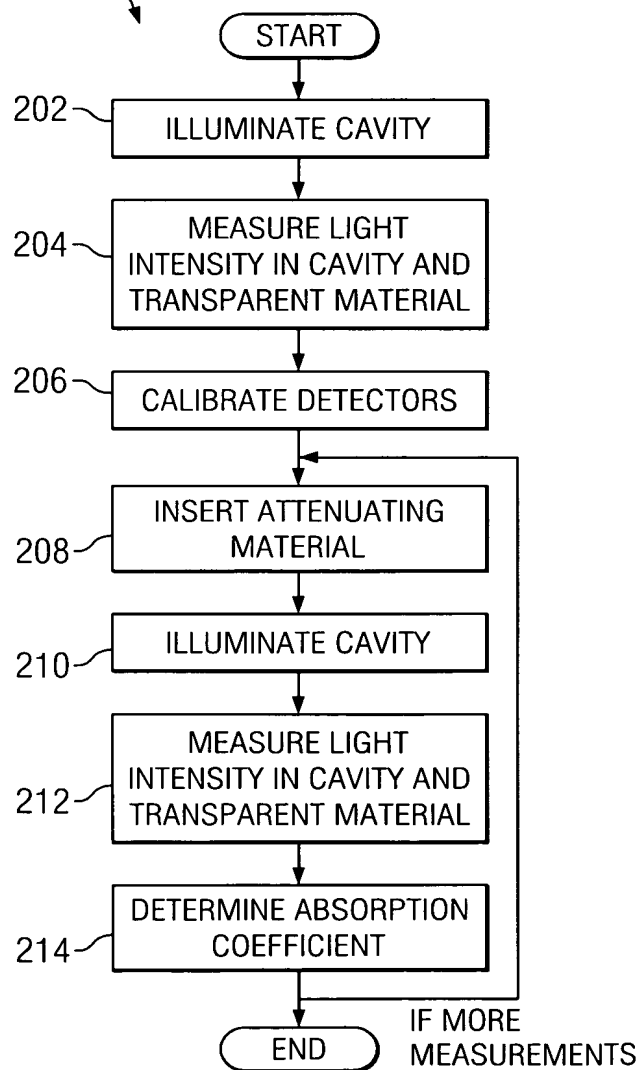 START
202
ILLUMINATE CAVITY
204
MEASURE LIGHT
INTENSITY IN CAVITY AND
TRANSPARENT MATERIAL
206
CALIBRATE DETECTORS
208
INSERT ATTENUATING
MATERIAL
210
ILLUMINATE CAVITY
212
MEASURE LIGHT
INTENSITY IN CAVITY AND
TRANSPARENT MATERIAL
214
DETERMINE ABSORPTION
COEFFICIENT
END
IF MORE
MEASUREMENTS